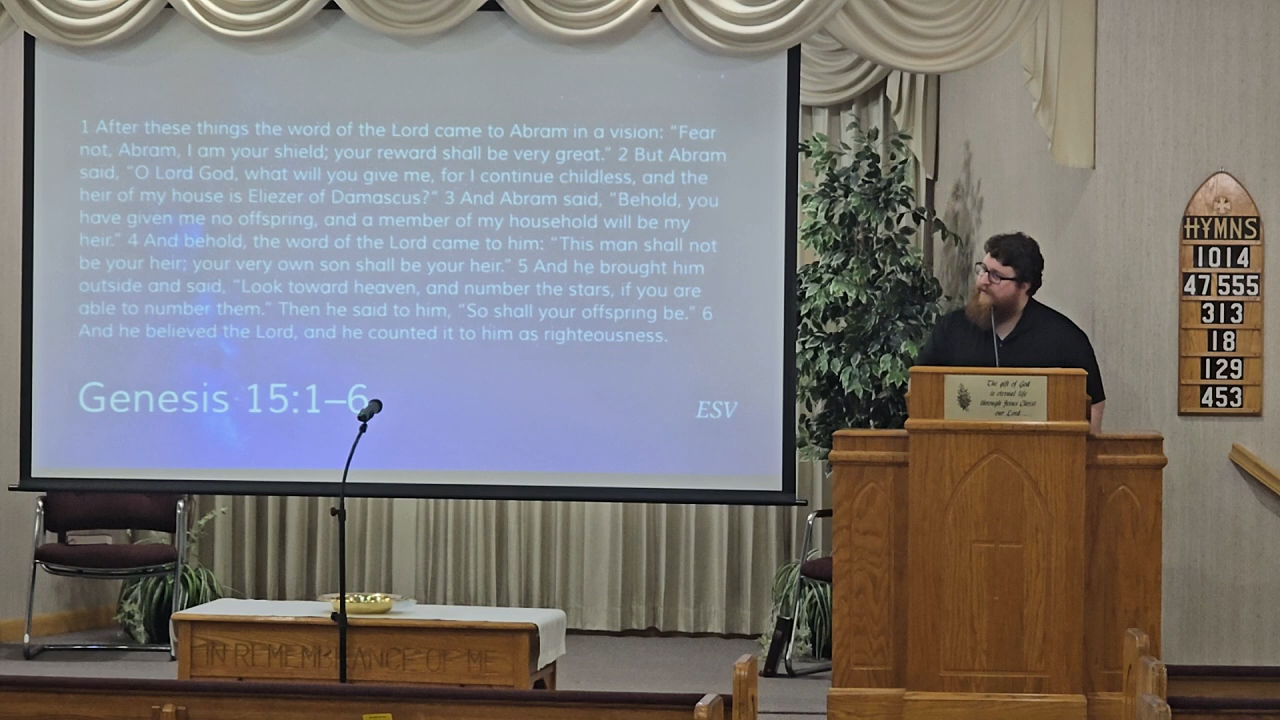 1 After these things the word of the Lord came to Abram in a vision: “Fear
not, Abram, I am your shield; your reward shall be very great.” 2 But Abram
said, “O Lord God, what will you give me, for I continue childless, and the
heir of my house is Eliezer of Damascus?” 3 And Abram said, “Behold, you
have given me no offspring, and a member of my household will be my
heir.” 4 And behold, the word of the Lord came to him: “This man shall not
be your heir; your very own son shall be your heir.” 5 And he brought him
outside and said, “Look toward heaven, and number the stars, if you are
able to number them.” Then he said to him, “So shall your offspring be.” 6
And he believed the Lord, and he counted it to him as righteousness.
Genesis 15:1–6
ESV
The gift of God
is eternal life
through Jesus Christ
our Lord....
HYMNS
1014
47 555
313
18
129
453
IN REMEMBRANCE OF ME